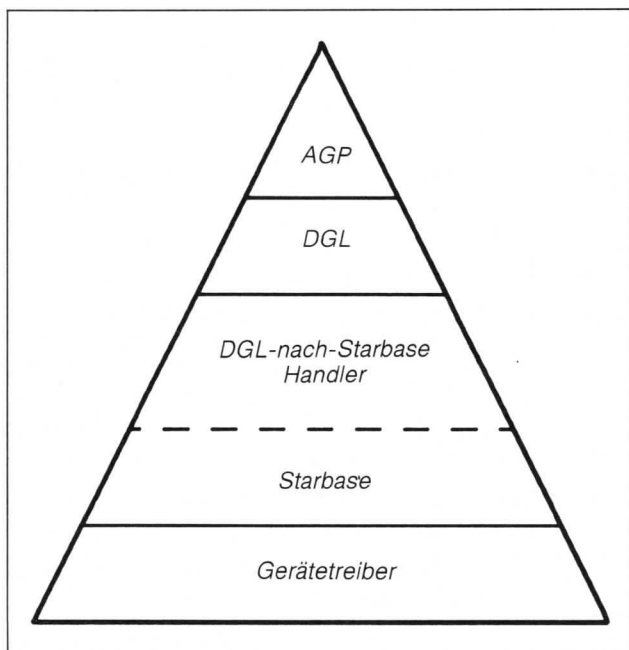 AGP
DGL
DGL-nach-Starbase
Handler
Starbase
Gerätetreiber